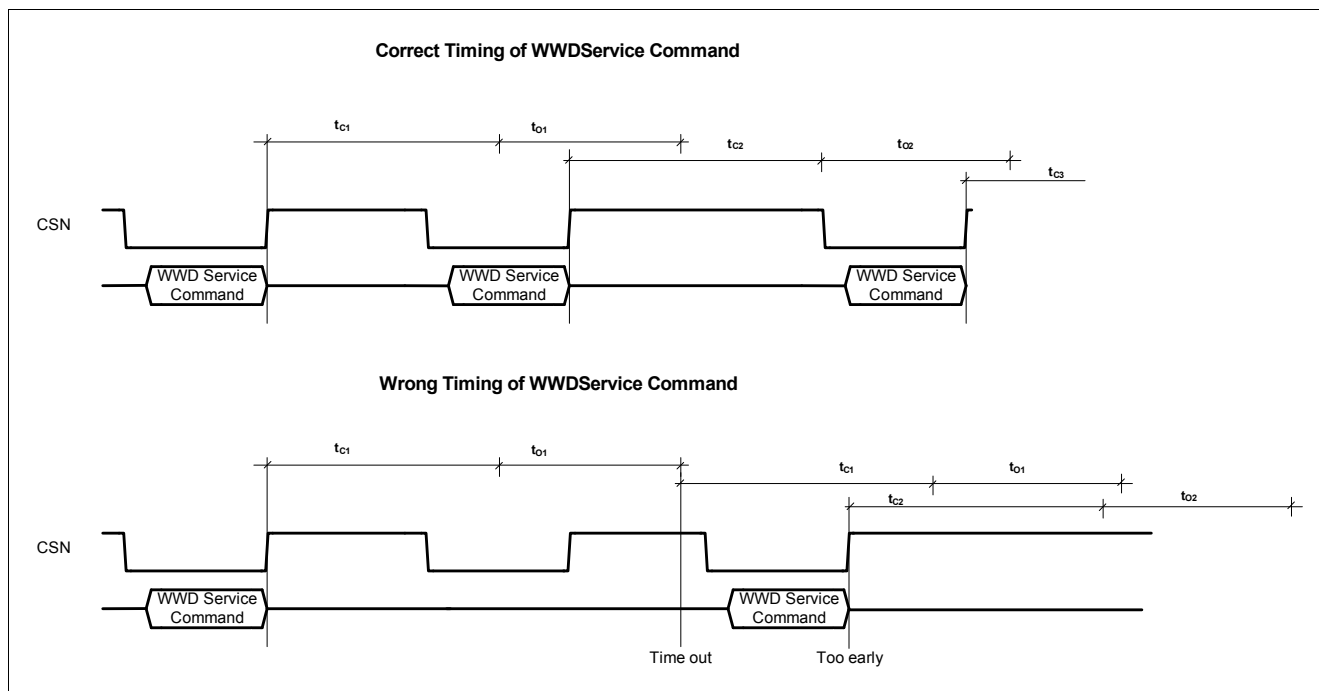 Correct Timing of WWDService Command
tC1
tO1
tC2
tO2
tC3
CSN
WWD Service
Command
WWD Service
Command
WWD Service
Command
Wrong Timing of WWDService Command
tC1
tO1
tC1
tO1
tC2
tO2
CSN
WWD Service
Command
WWD Service
Command
Time out
Too early